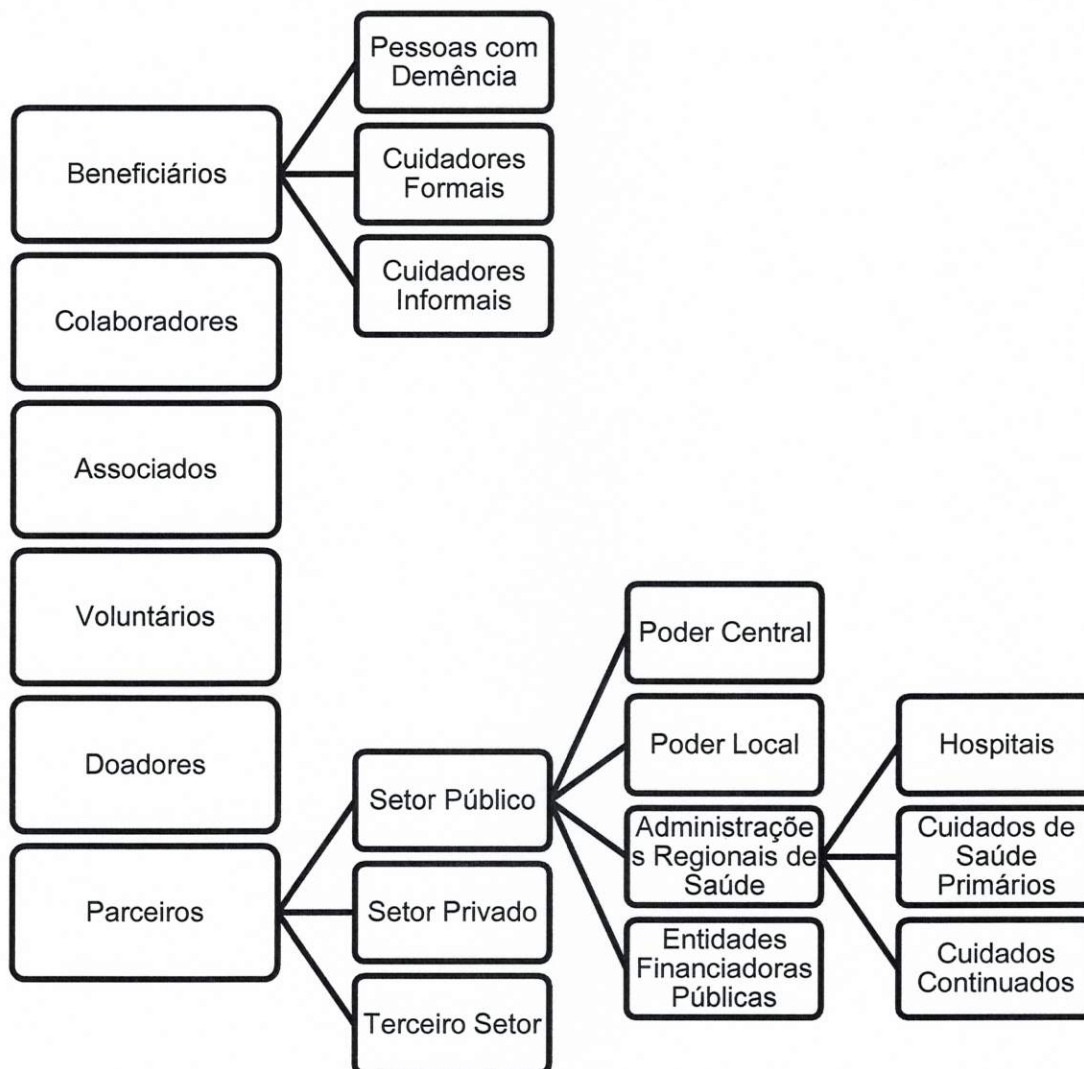 Pessoas com
Demência
Beneficiários
Cuidadores
Formais
Cuidadores
Informais
Colaboradores
Associados
Voluntários
Doadores
Parceiros
Setor Público
Setor Privado
Terceiro Setor
Poder Central
Poder Local
Administraçõe
s Regionais de
Saúde
Entidades
Financiadoras
Públicas
Hospitais
Cuidados de
Saúde
Primários
Cuidados
Continuados